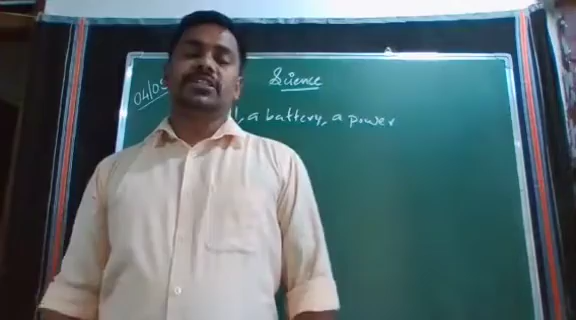 Science
04/05
, a battery, a power